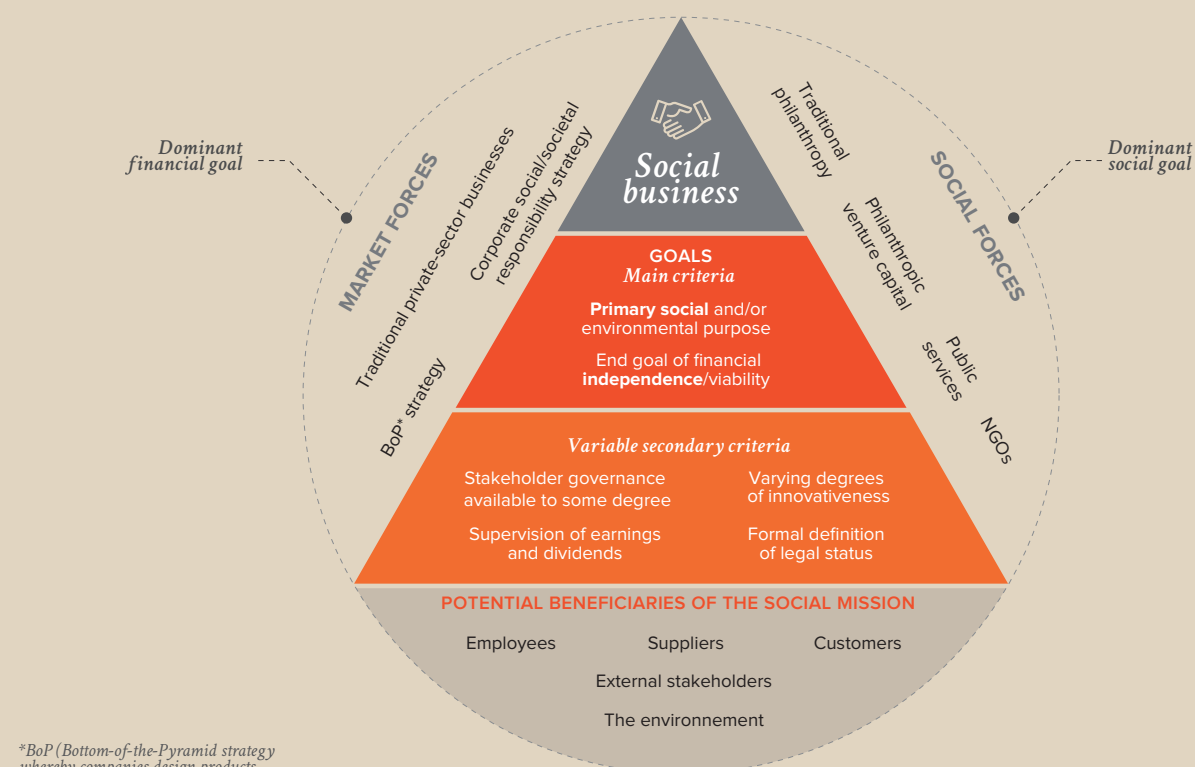 Dominant
financial goal
MARKET FORCES
Traditional private-sector businesses
Corporate social/societal
responsibility strategy
BoP* strategy
Social
business
Traditional
philanthropy
Philanthropic
venture capital
Public
services
NGOs
SOCIAL FORCES
Dominant
social goal
GOALS
Main criteria
Primary social and/or
environmental purpose
End goal of financial
independence/viability
Variable secondary criteria
Stakeholder governance
available to some degree
Varying degrees
of innovativeness
Supervision of earnings
and dividends
Formal definition
of legal status
POTENTIAL BENEFICIARIES OF THE SOCIAL MISSION
Employees
Suppliers
Customers
External stakeholders
The environnement
*BoP (Bottom-of-the-Pyramid strategy
whereby companies design products